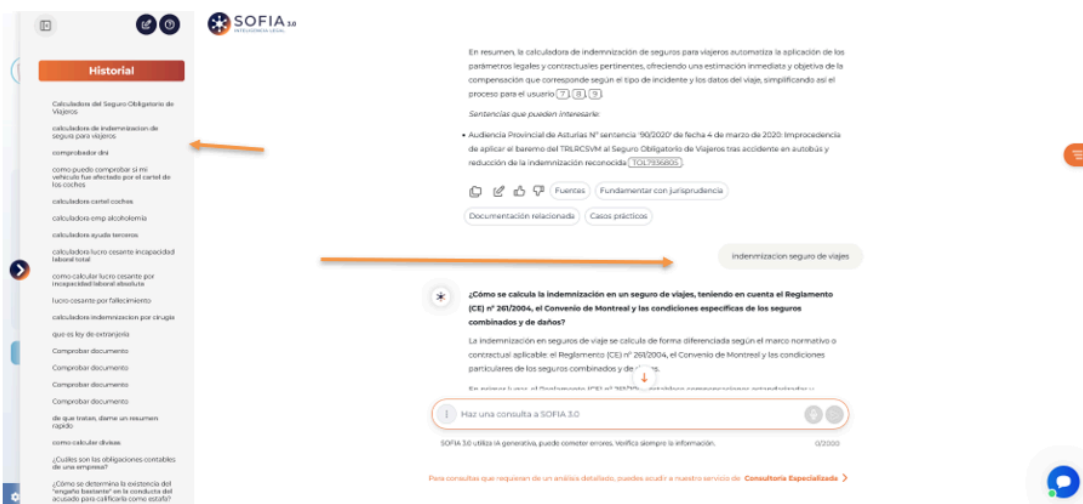 SOFIA 3.0
INTELIGENCIA LEGAL
Historial
Calculadora del Seguro Obligatorio de
Viajeros
calculadora de indemnizacion de
segura para viajeros
comprobador dni
como puedo comprobar si mi
vehiculo fue afectado por el cartel de
los coches
calculadora cartel coches
calculadora emp alcoholemia
calculadora ayuda terceros
calculadora lucro cesante incapacidad
laboral total
como calcular lucro cesante por
incapacidad laboral absoluta
lucro cesante por fallecimiento
calculadora indemnizacion por cirugia
que es ley de extranjería
Comprobar documento
Comprobar documento
Comprobar documento
Comprobar documento
de que tratas, dame un resumen
rapido
como calcular divisas
¿Cuáles son las obligaciones contables
de una empresa?
¿Cómo se determina la existencia del
"engaño bastante" en la conducta del
acusado para calificarla como estafa?
En resumen, la calculadora de indemnización de seguros para viajeros automatiza la aplicación de los
parámetros legales y contractuales pertinentes, ofreciendo una estimación inmediata y objetiva de la
compensación que corresponde según el tipo de incidente y los datos del viaje, simplificando así el
proceso para el usuario 7, 8, 9.
Sentencias que pueden interesarle:
• Audiencia Provincial de Asturias Nº sentencia '90/2020' de fecha 4 de marzo de 2020: Improcedencia
de aplicar el baremo del TRLRCSVM al Seguro Obligatorio de Viajeros tras accidente en autobús y
reducción de la indemnización reconocida TOL7936805.
Fuentes
Fundamentar con jurisprudencia
Documentación relacionada
Casos prácticos
indenmizacion seguro de viajes
¿Cómo se calcula la indemnización en un seguro de viajes, teniendo en cuenta el Reglamento
(CE) nº 261/2004, el Convenio de Montreal y las condiciones específicas de los seguros
combinados y de daños?
La indemnización en seguros de viaje se calcula de forma diferenciada según el marco normativo o
contractual aplicable: el Reglamento (CE) nº 261/2004, el Convenio de Montreal y las condiciones
particulares de los seguros combinados y de
En primer lugar, el Reglamento (CE) nº establece compensaciones estandarizadas y
Haz una consulta a SOFIA 3.0
SOFIA 3.0 utiliza IA generativa, puede cometer errores. Verifica siempre la información.
0/2000
Para consultas que requieran de un análisis detallado, puedes acudir a nuestro servicio de Consultoría Especializada